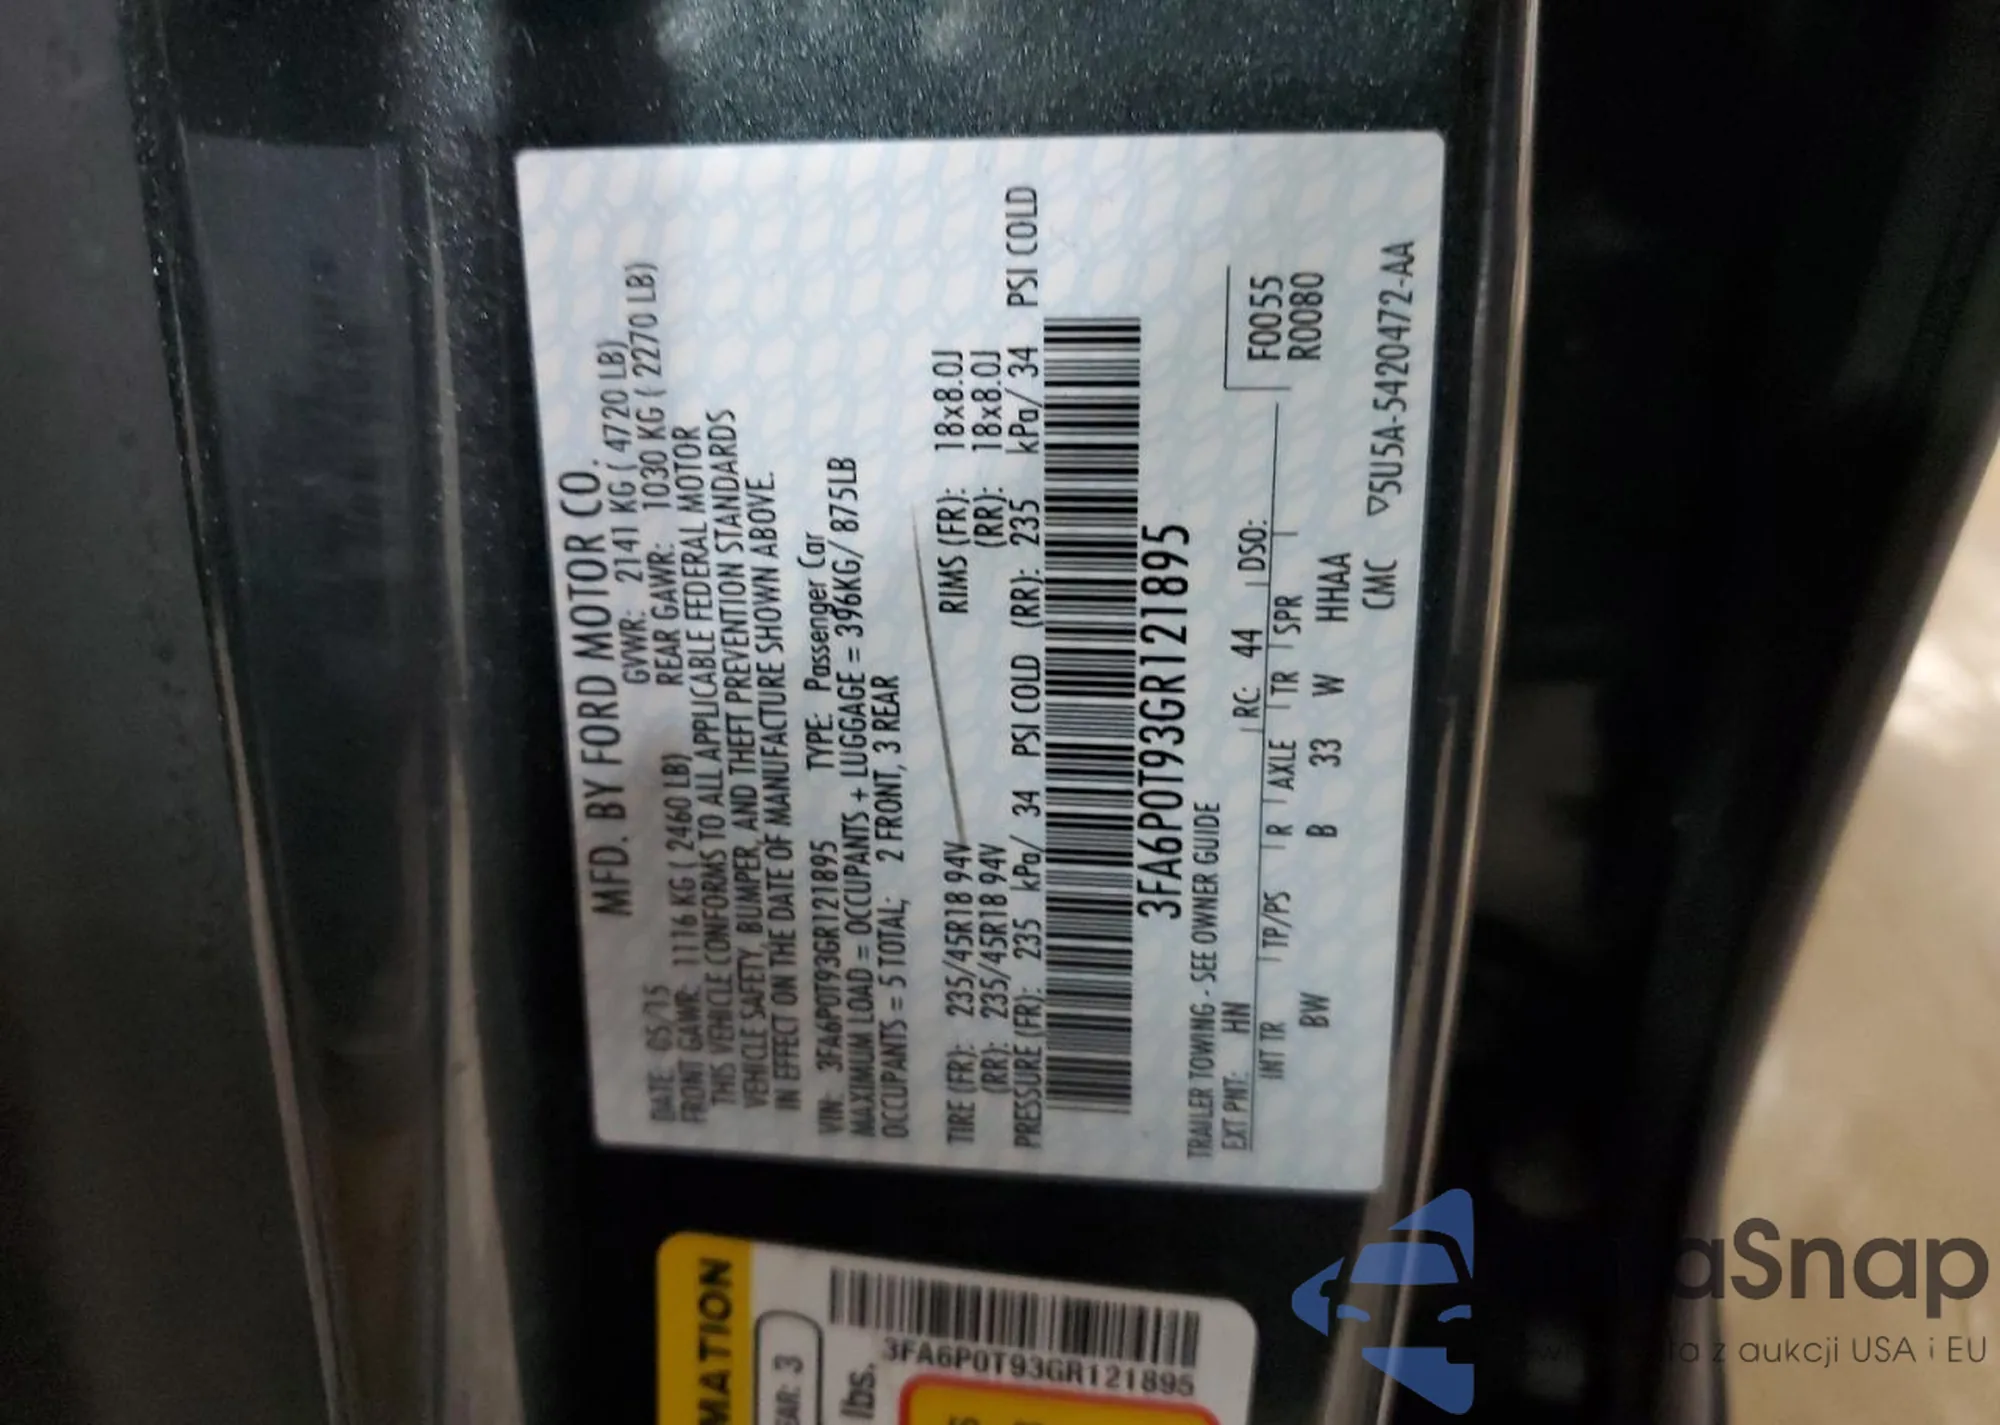 MFD. BY FORD MOTOR CO.
DATE: 05/15 GVWR: 2141 KG ( 4720 LB)
FRONT GAWR: 1116 KG ( 2460 LB) REAR GAWR: 1030 KG ( 2270 LB)
THIS VEHICLE CONFORMS TO ALL APPLICABLE FEDERAL MOTOR
VEHICLE SAFETY, BUMPER, AND THEFT PREVENTION STANDARDS
IN EFFECT ON THE DATE OF MANUFACTURE SHOWN ABOVE.
VIN: 3FA6P0T93GR121895 TYPE: Passenger Car
MAXIMUM LOAD = OCCUPANTS + LUGGAGE = 396KG/ 875LB
OCCUPANTS = 5 TOTAL; 2 FRONT, 3 REAR
TIRE (FR): 235/45R18 94V RIMS (FR): 18x8.0J
(RR): 235/45R18 94V (RR): 18x8.0J
PRESSURE (FR): 235 kPa/ 34 PSI COLD (RR): 235 kPa/ 34 PSI COLD
3FA6P0T93GR121895
TRAILER TOWING - SEE OWNER GUIDE
EXT PNT: HN RC: 44 DSO: F0055
INT TR TP/PS R AXLE TR SPR R0080
BW B 33 W HHAA
CMC ▽5U5A-5420472-AA
MATION
EAR: 3
lbs.
3FA6P0T93GR121895
aSnap
z aukcji USA i EU